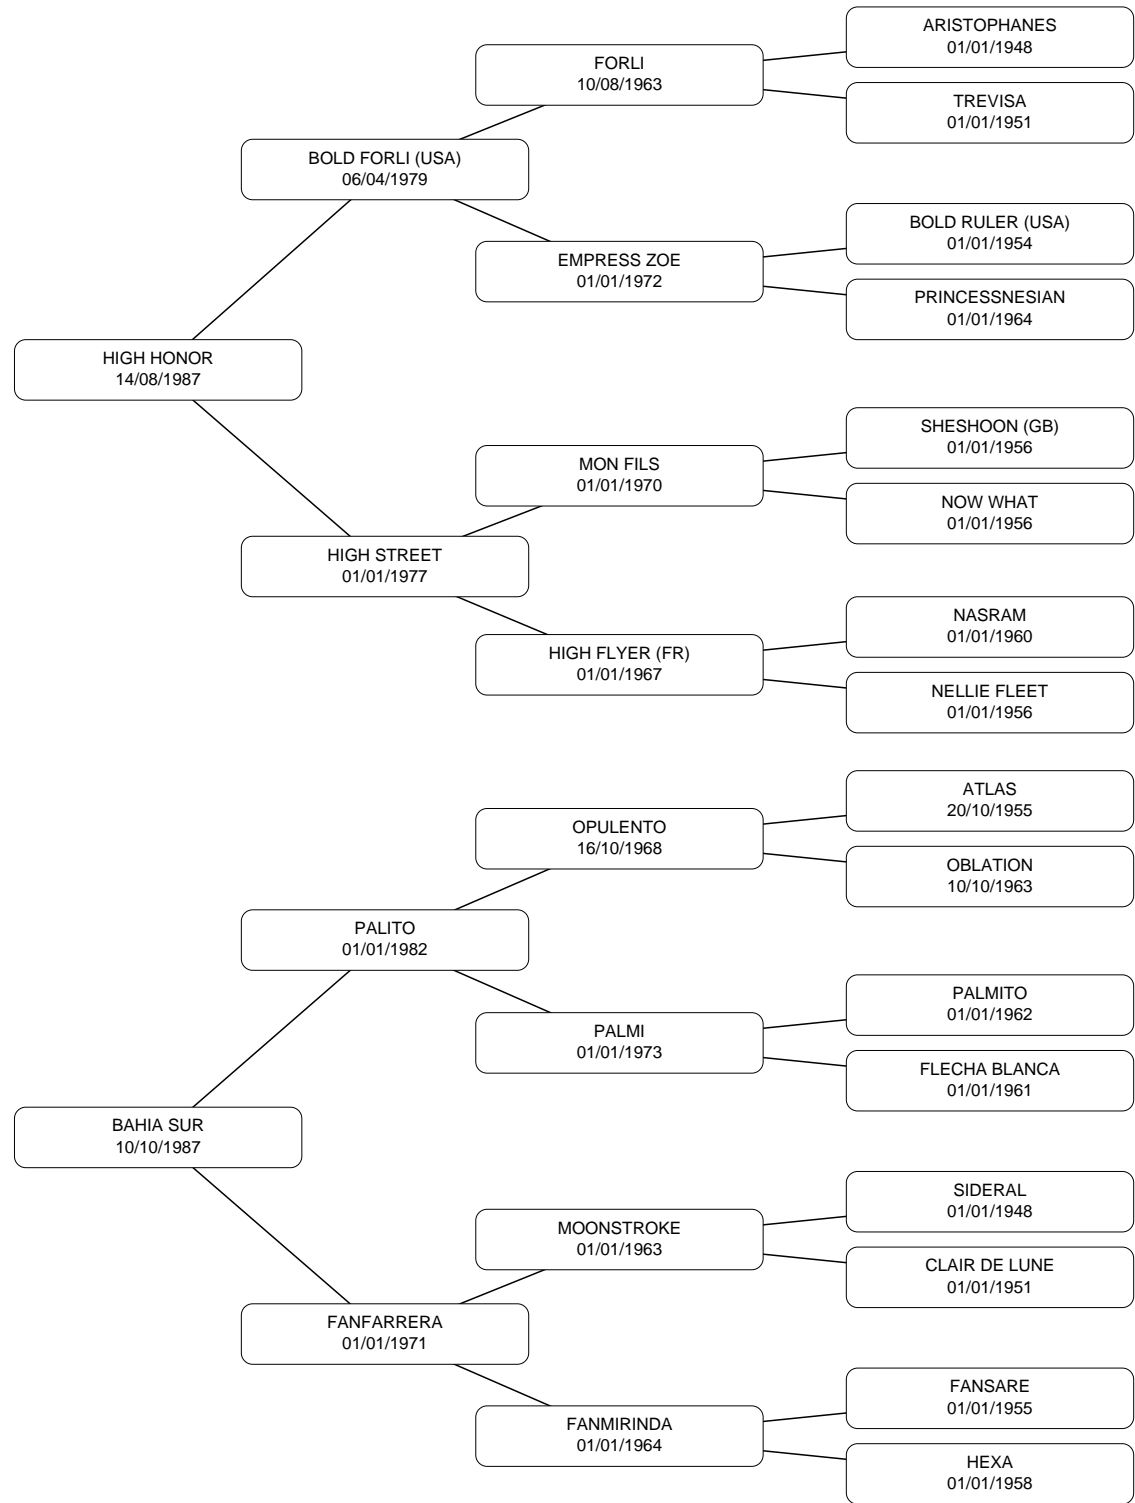 ARISTOPHANES
01/01/1948
FORLI
10/08/1963
TREVISA
01/01/1951
BOLD FORLI (USA)
06/04/1979
BOLD RULER (USA)
01/01/1954
EMPRESS ZOE
01/01/1972
PRINCESSNESIAN
01/01/1964
HIGH HONOR
14/08/1987
SHESHOON (GB)
01/01/1956
MON FILS
01/01/1970
NOW WHAT
01/01/1956
HIGH STREET
01/01/1977
NASRAM
01/01/1960
HIGH FLYER (FR)
01/01/1967
NELLIE FLEET
01/01/1956
ATLAS
20/10/1955
OPULENTO
16/10/1968
OBLATION
10/10/1963
PALITO
01/01/1982
PALMITO
01/01/1962
PALMI
01/01/1973
FLECHA BLANCA
01/01/1961
BAHIA SUR
10/10/1987
SIDERAL
01/01/1948
MOONSTROKE
01/01/1963
CLAIR DE LUNE
01/01/1951
FANFARRERA
01/01/1971
FANSARE
01/01/1955
FANMIRINDA
01/01/1964
HEXA
01/01/1958